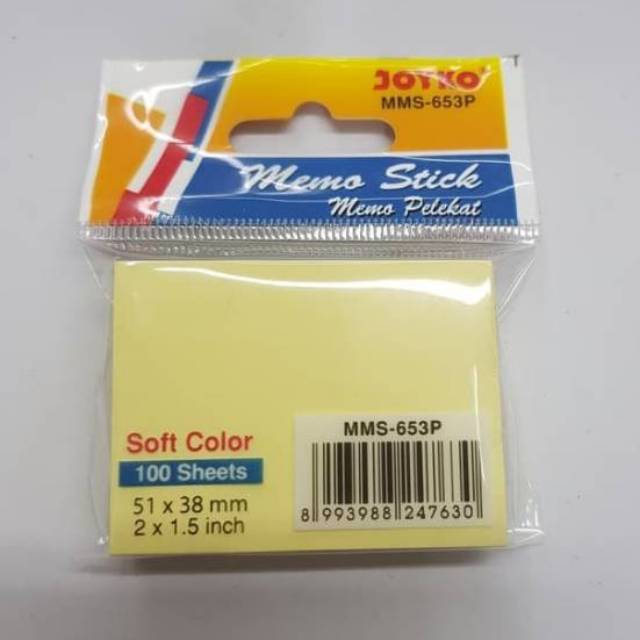 JOYKO
MMS-653P
Memo Stick
Memo Pelekat
Soft Color
100 Sheets
51 x 38 mm
2 x 1.5 inch
MMS-653P
8 993988 247630